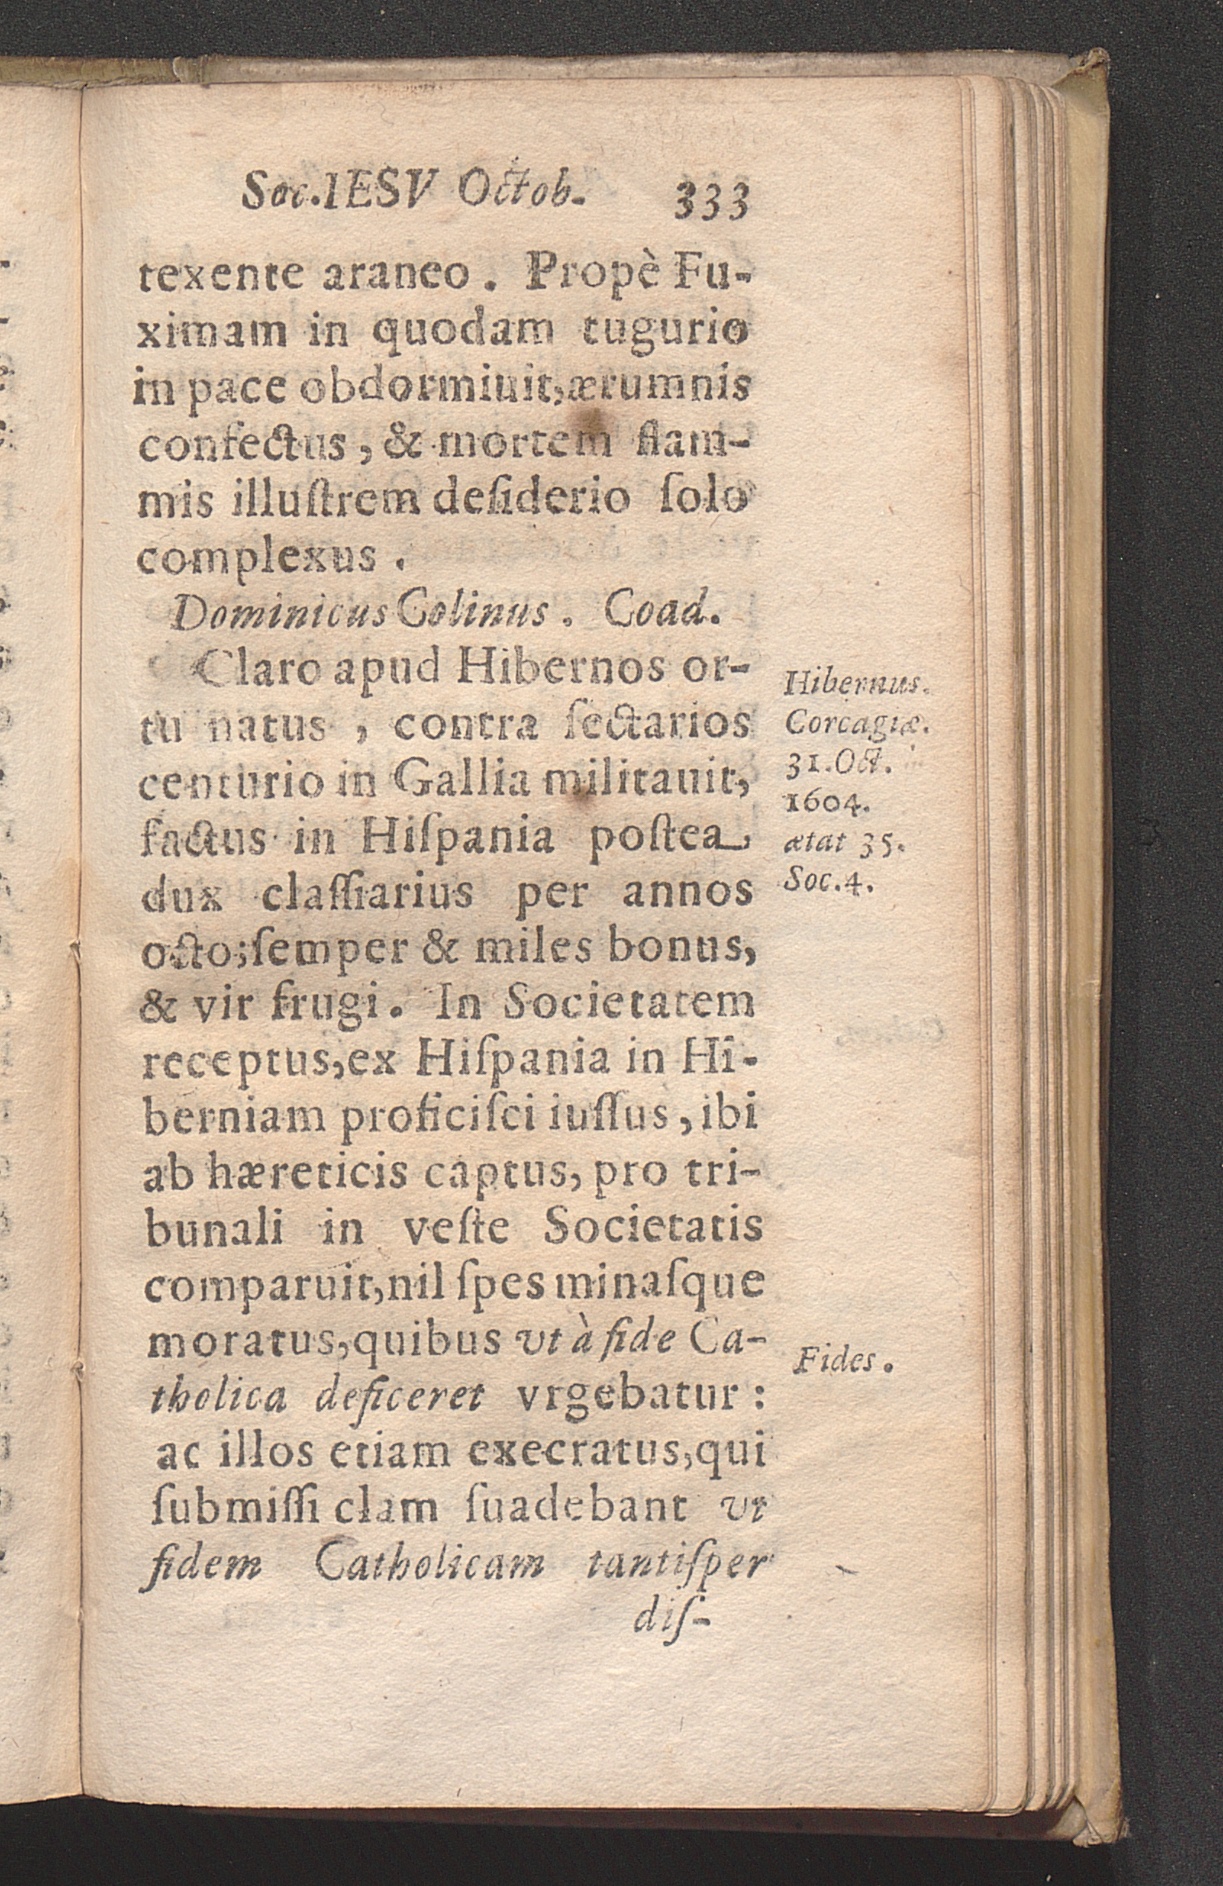 Soc.IESV Octob. 333
texente araneo. Propè Fu-
ximam in quodam tugurio
in pace obdormiuit,ærumnis
confectus, & mortem flam-
mis illuſtrem deſiderio ſolo
complexus.
Dominicus Colinus. Coad.
Claro apud Hibernos or-
tu natus, contra ſectarios
centurio in Gallia militauit,
factus in Hiſpania poſtea
dux claſſiarius per annos
octo;ſemper & miles bonus,
& vir frugi. In Societatem
receptus,ex Hiſpania in Hi-
berniam proficiſci iuſſus, ibi
ab hæreticis captus, pro tri-
bunali in veſte Societatis
comparuit,nil ſpes minaſque
moratus,quibus vt à fide Ca-
tholica deficeret vrgebatur:
ac illos etiam execratus,qui
ſubmiſſi clam ſuadebant vt
fidem Catholicam tantiſper
diſ-
Hibernus.
Corcagiæ.
31.Oct.
1604.
ætat 35.
Soc.4.
Fides.